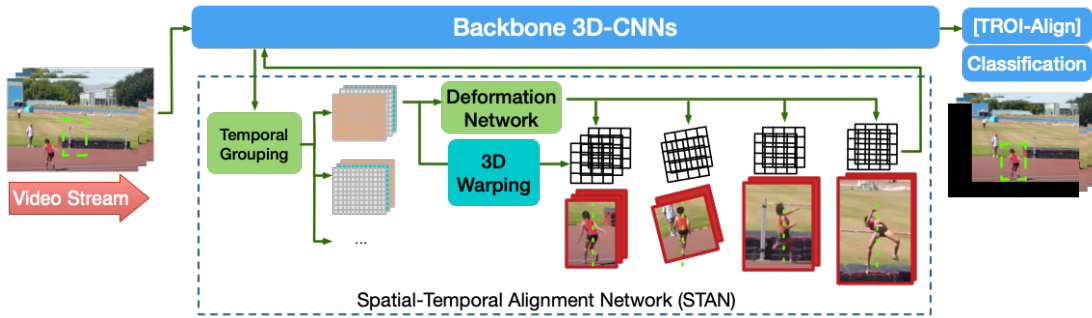 Backbone 3D-CNNs
[TROI-Align]
Classification
Deformation
Network
Temporal
Grouping
3D
Warping
Video Stream
...
Spatial-Temporal Alignment Network (STAN)